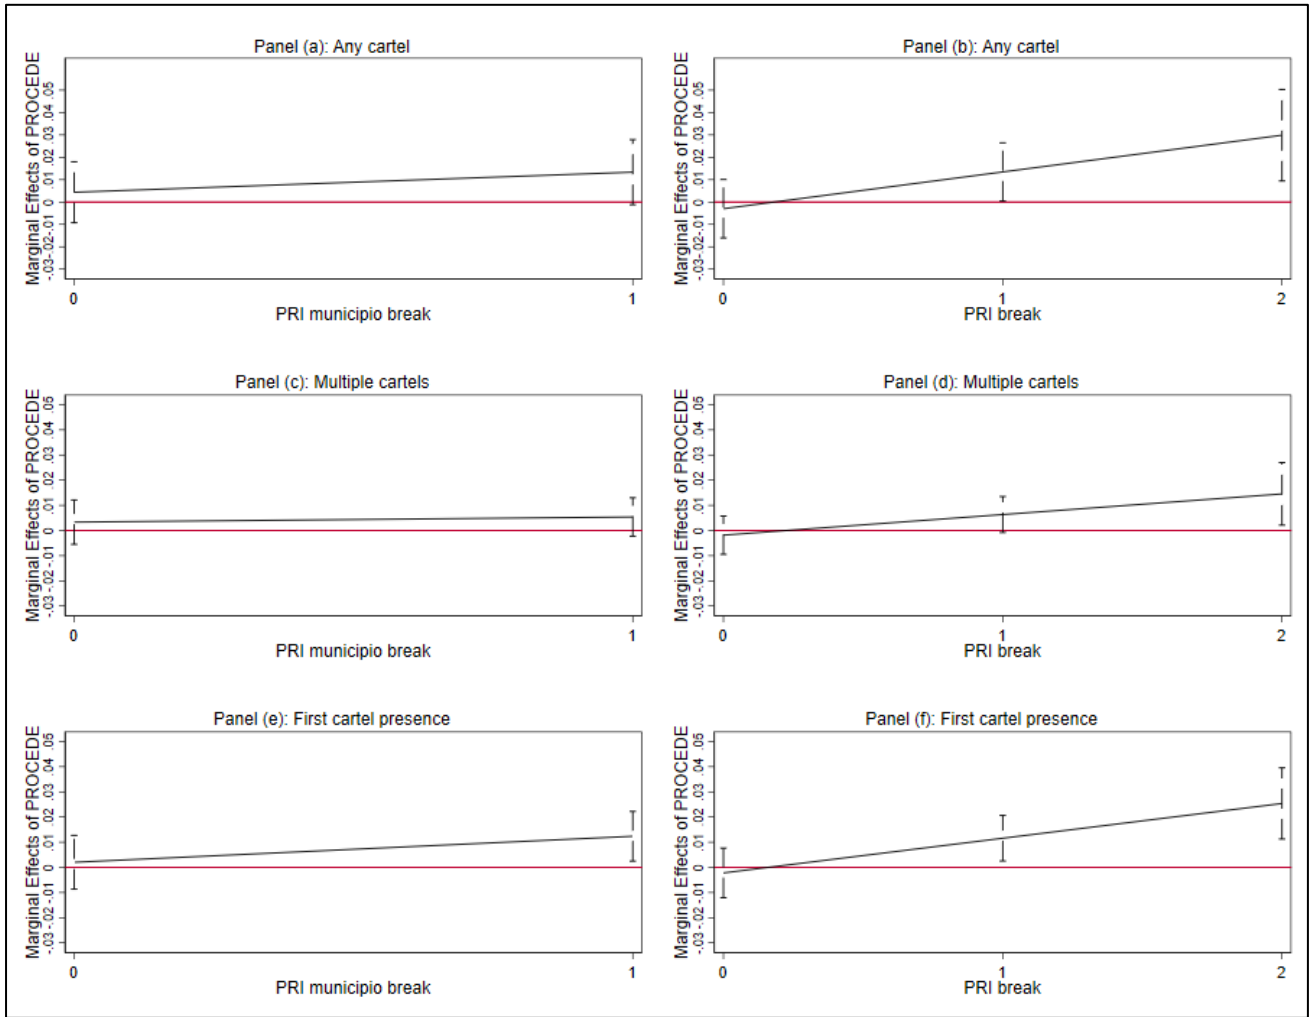 Panel (a): Any cartel
Marginal Effects of PROCEDE
-.03 -.02 -.01 0 .01 .02 .03 .04 .05
0 1
PRI municipio break
Panel (b): Any cartel
Marginal Effects of PROCEDE
-.03 -.02 -.01 0 .01 .02 .03 .04 .05
0 1 2
PRI break
Panel (c): Multiple cartels
Marginal Effects of PROCEDE
-.03 -.02 -.01 0 .01 .02 .03 .04 .05
0 1
PRI municipio break
Panel (d): Multiple cartels
Marginal Effects of PROCEDE
-.03 -.02 -.01 0 .01 .02 .03 .04 .05
0 1 2
PRI break
Panel (e): First cartel presence
Marginal Effects of PROCEDE
-.03 -.02 -.01 0 .01 .02 .03 .04 .05
0 1
PRI municipio break
Panel (f): First cartel presence
Marginal Effects of PROCEDE
-.03 -.02 -.01 0 .01 .02 .03 .04 .05
0 1 2
PRI break